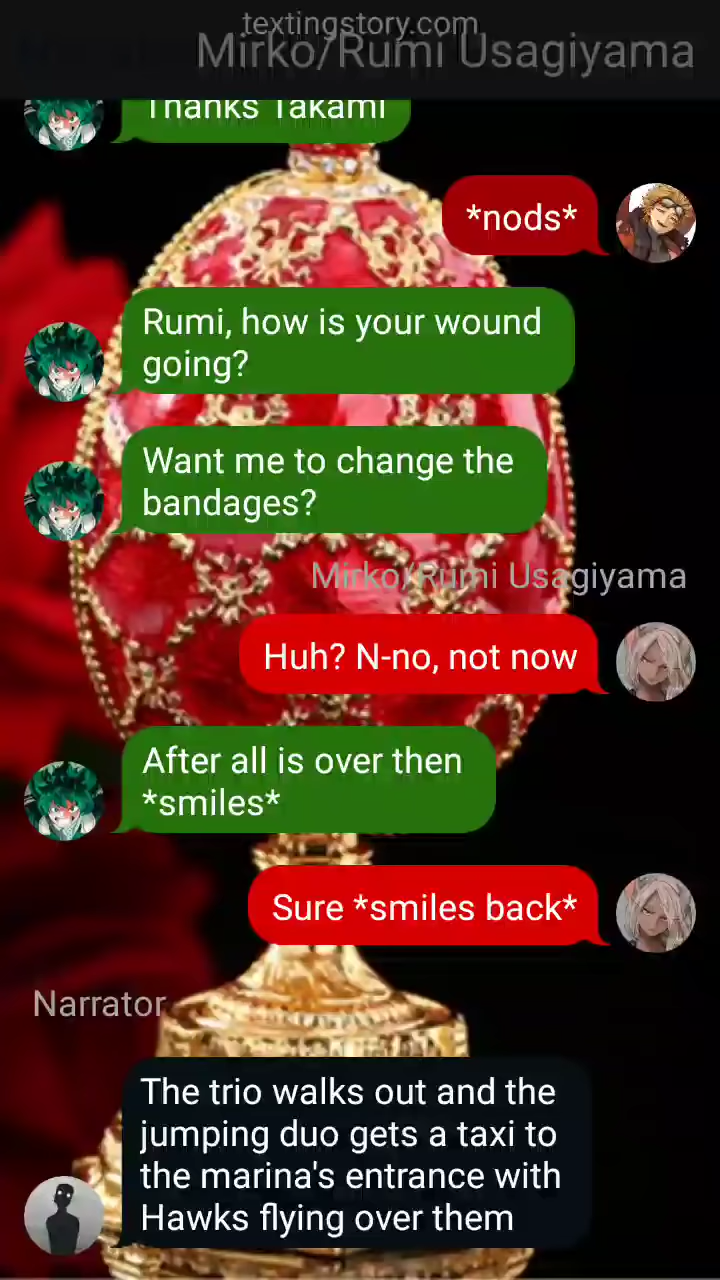 textingstory.com
Mirko/Rumi Usagiyama
Thanks Takami
*nods*
Rumi, how is your wound
going?
Want me to change the
bandages?
Mirko/Rumi Usagiyama
Huh? N-no, not now
After all is over then
*smiles*
Sure *smiles back*
Narrator
The trio walks out and the
jumping duo gets a taxi to
the marina's entrance with
Hawks flying over them